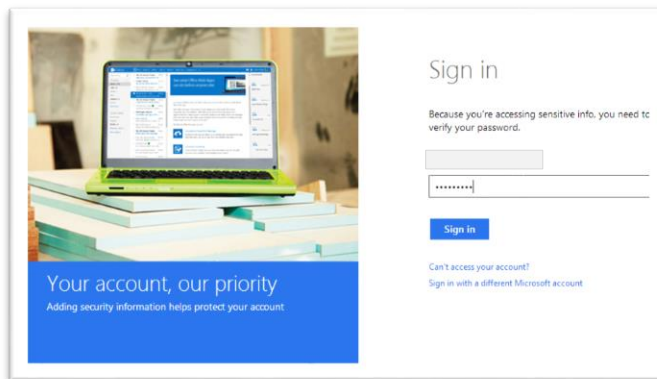 Your account, our priority
Adding security information helps protect your account
Sign in
Because you're accessing sensitive info, you need to
verify your password.
Sign in
Can't access your account?
Sign in with a different Microsoft account